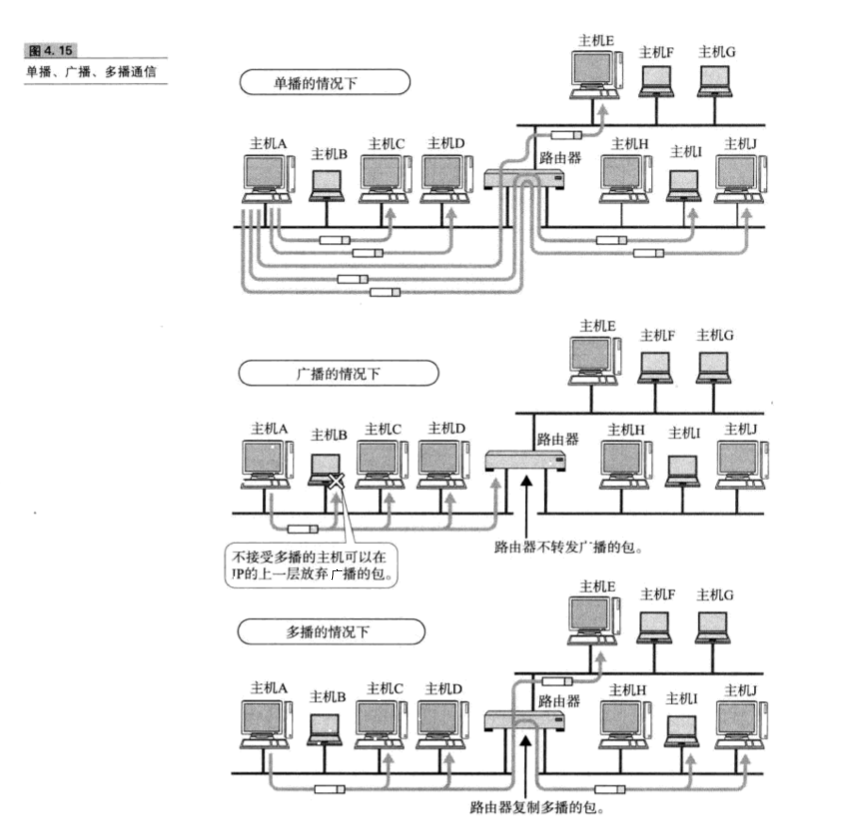 图4.15
单播、广播、多播通信
单播的情况下
主机E
主机F
主机G
主机A
主机B
主机C
主机D
路由器
主机H
主机I
主机J
广播的情况下
主机E
主机F
主机G
主机A
主机B
主机C
主机D
路由器
主机H
主机I
主机J
路由器不转发广播的包。
不接受多播的主机可以在
IP的上一层放弃广播的包。
多播的情况下
主机E
主机F
主机G
主机A
主机B
主机C
主机D
路由器
主机H
主机I
主机J
路由器复制多播的包。